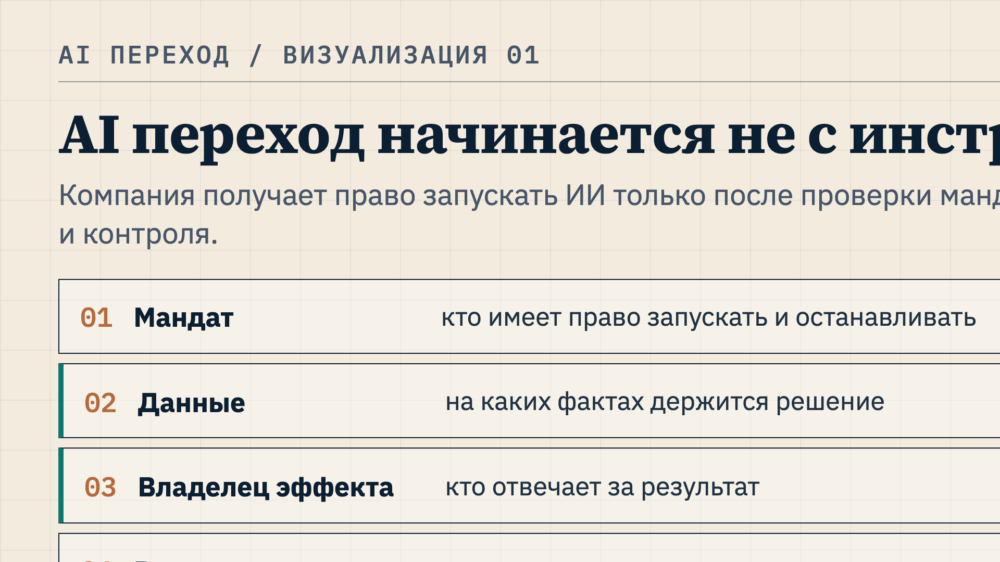 AI ПЕРЕХОД / ВИЗУАЛИЗАЦИЯ 01
AI переход начинается не с
Компания получает право запускать ИИ только после проверки
и контроля.
01 Мандат кто имеет право запускать и останавливать
02 Данные на каких фактах держится решение
03 Владелец эффекта кто отвечает за результат